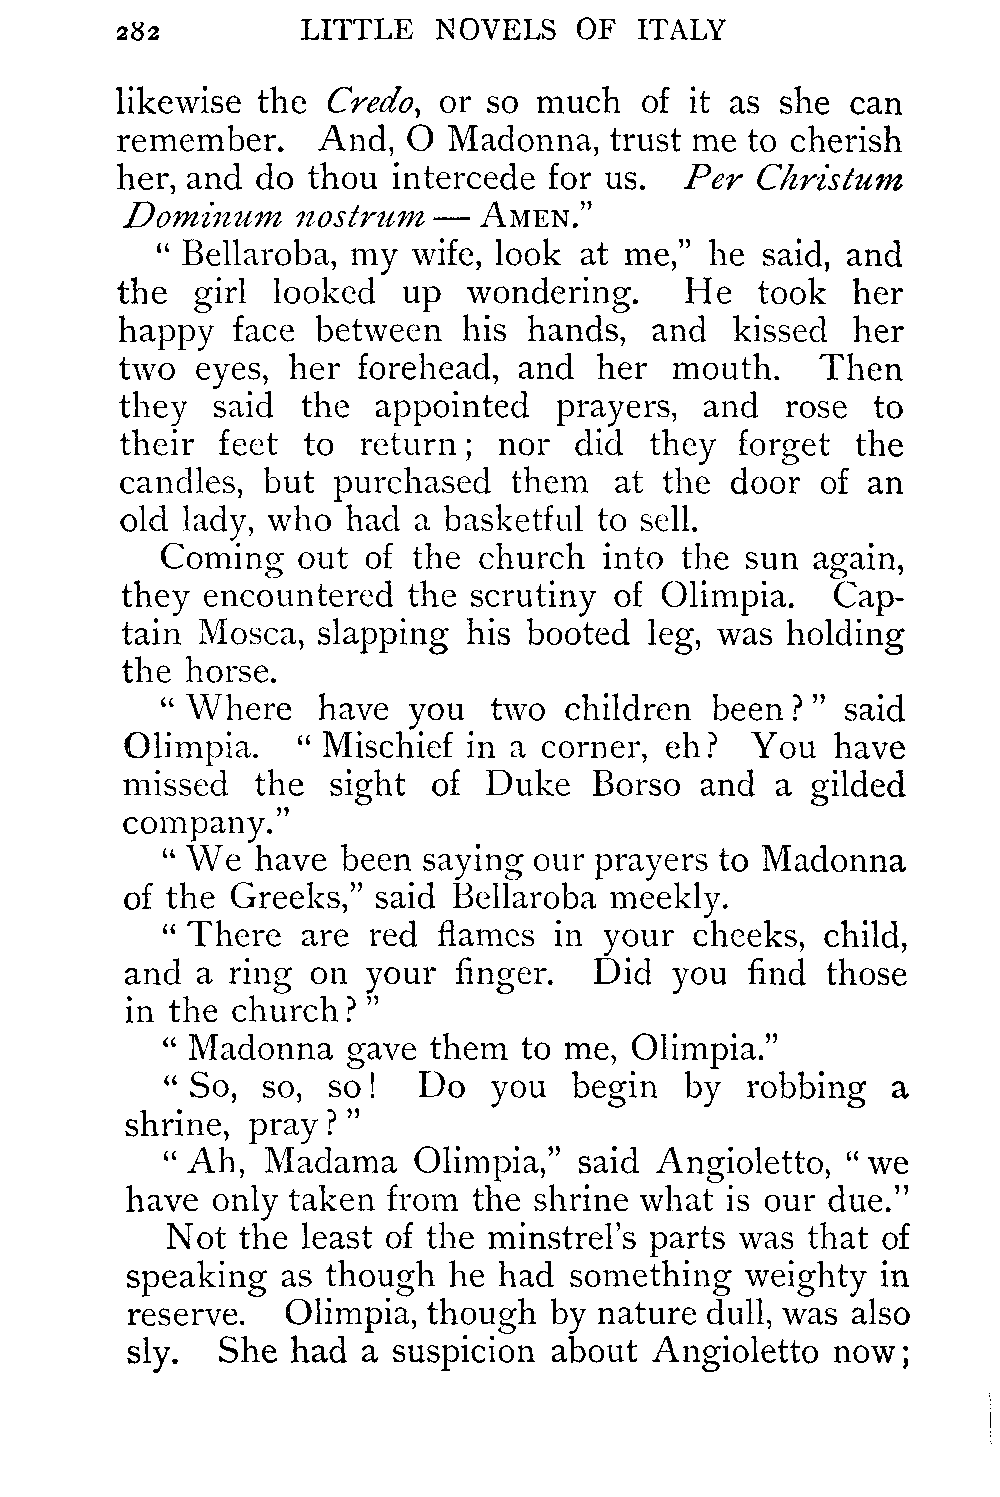 282 LITTLE NOVELS OF ITALY
likewise the Credo, or so much of it as she can
remember. And, O Madonna, trust me to cherish
her, and do thou intercede for us. Per Christum
Dominum nostrum — AMEN.”
“ Bellaroba, my wife, look at me,” he said, and
the girl looked up wondering. He took her
happy face between his hands, and kissed her
two eyes, her forehead, and her mouth. Then
they said the appointed prayers, and rose to
their feet to return; nor did they forget the
candles, but purchased them at the door of an
old lady, who had a basketful to sell.
Coming out of the church into the sun again,
they encountered the scrutiny of Olimpia. Cap-
tain Mosca, slapping his booted leg, was holding
the horse.
“ Where have you two children been? ” said
Olimpia. “ Mischief in a corner, eh? You have
missed the sight of Duke Borso and a gilded
company.”
“ We have been saying our prayers to Madonna
of the Greeks,” said Bellaroba meekly.
“ There are red flames in your cheeks, child,
and a ring on your finger. Did you find those
in the church? ”
“ Madonna gave them to me, Olimpia.”
“ So, so, so! Do you begin by robbing a
shrine, pray? ”
“ Ah, Madama Olimpia,” said Angioletto, “ we
have only taken from the shrine what is our due.”
Not the least of the minstrel’s parts was that of
speaking as though he had something weighty in
reserve. Olimpia, though by nature dull, was also
sly. She had a suspicion about Angioletto now;